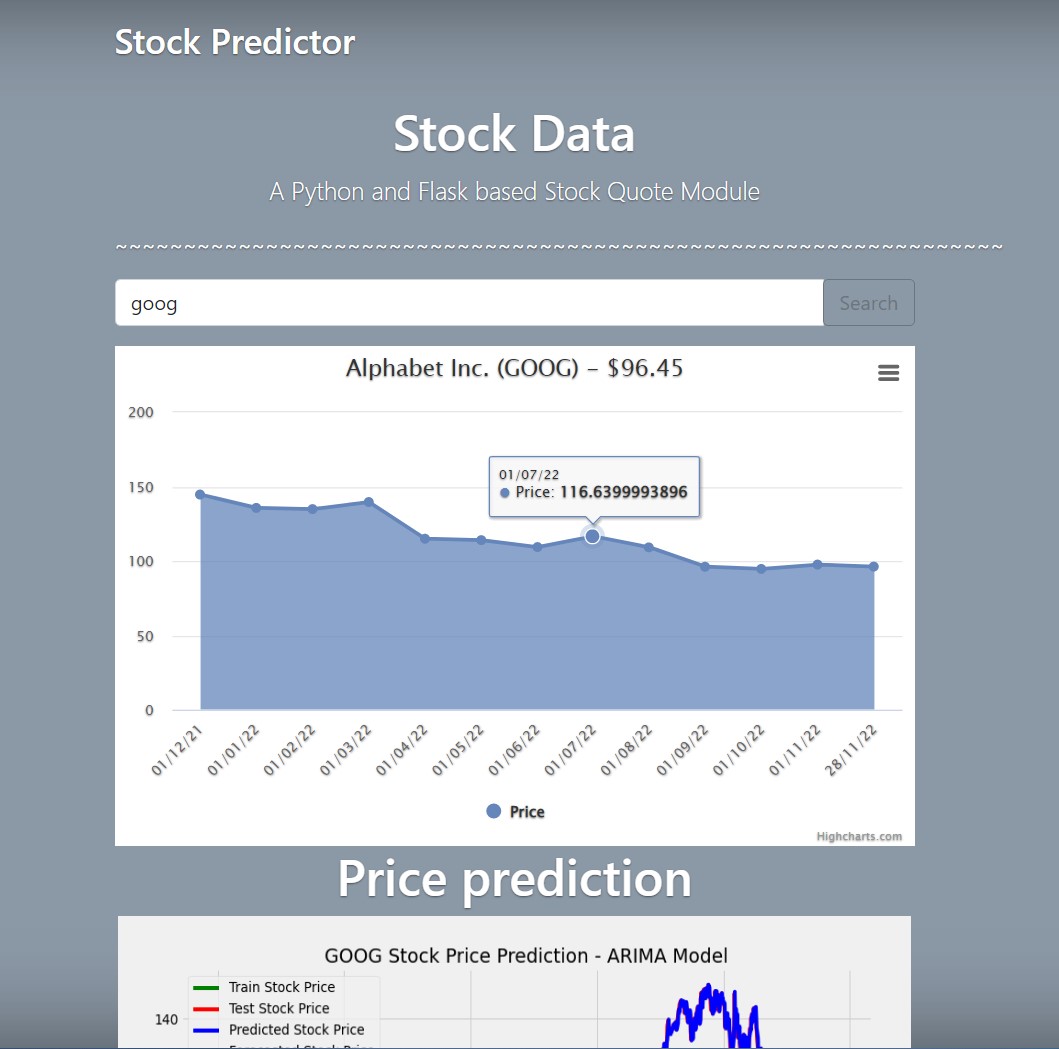 Stock Predictor
Stock Data
A Python and Flask based Stock Quote Module
~~~~~~~~~~~~~~~~~~~~~~~~~~~~~~~~~~~~~~~~~~~~~~~~~~~~~~~~~~~~~~~~~
goog
Search
Alphabet Inc. (GOOG) – $96.45
200
150
100
50
0
01/07/22
Price: 116.6399993896
01/12/21
01/01/22
01/02/22
01/03/22
01/04/22
01/05/22
01/06/22
01/07/22
01/08/22
01/09/22
01/10/22
01/11/22
28/11/22
Price
Highcharts.com
Price prediction
GOOG Stock Price Prediction - ARIMA Model
Train Stock Price
Test Stock Price
Predicted Stock Price
140